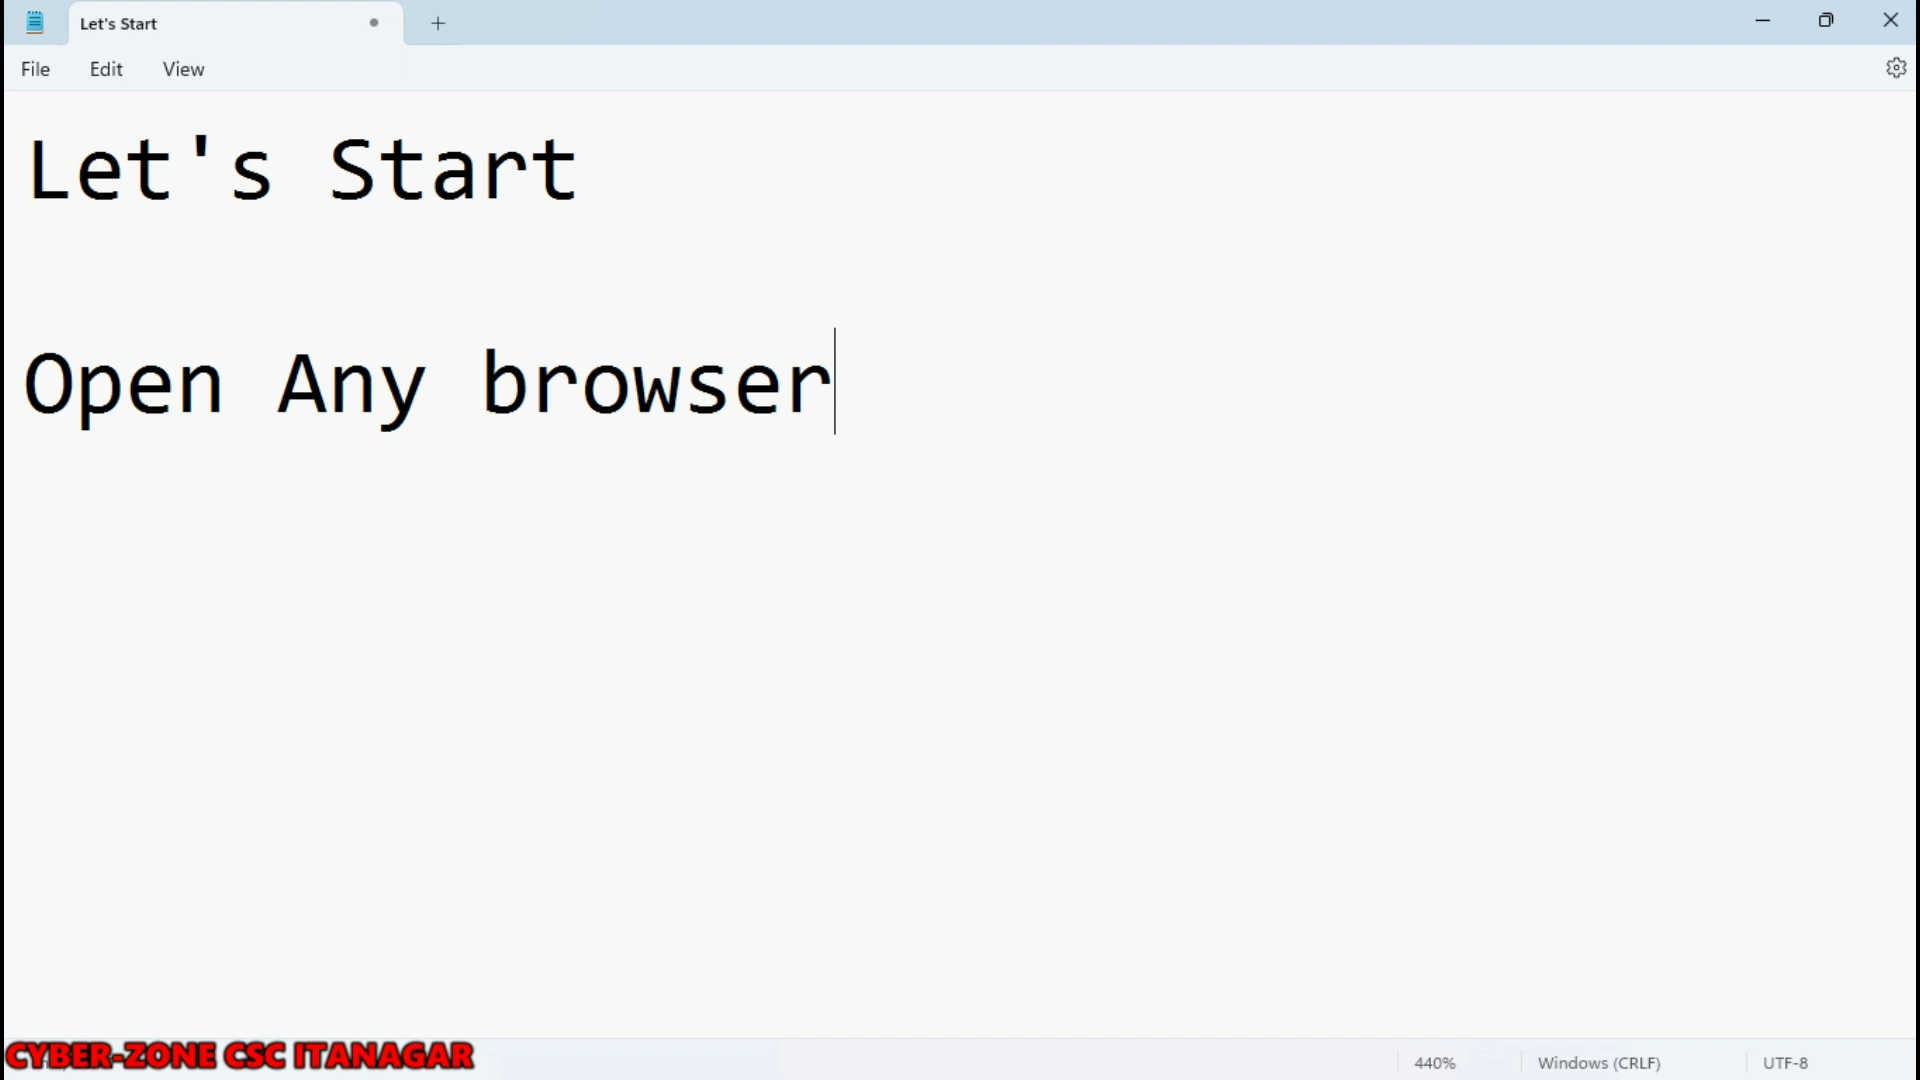 Let's Start
File Edit View
Let's Start
Open Any browser
CYBER-ZONE CSC ITANAGAR
440% Windows (CRLF) UTF-8